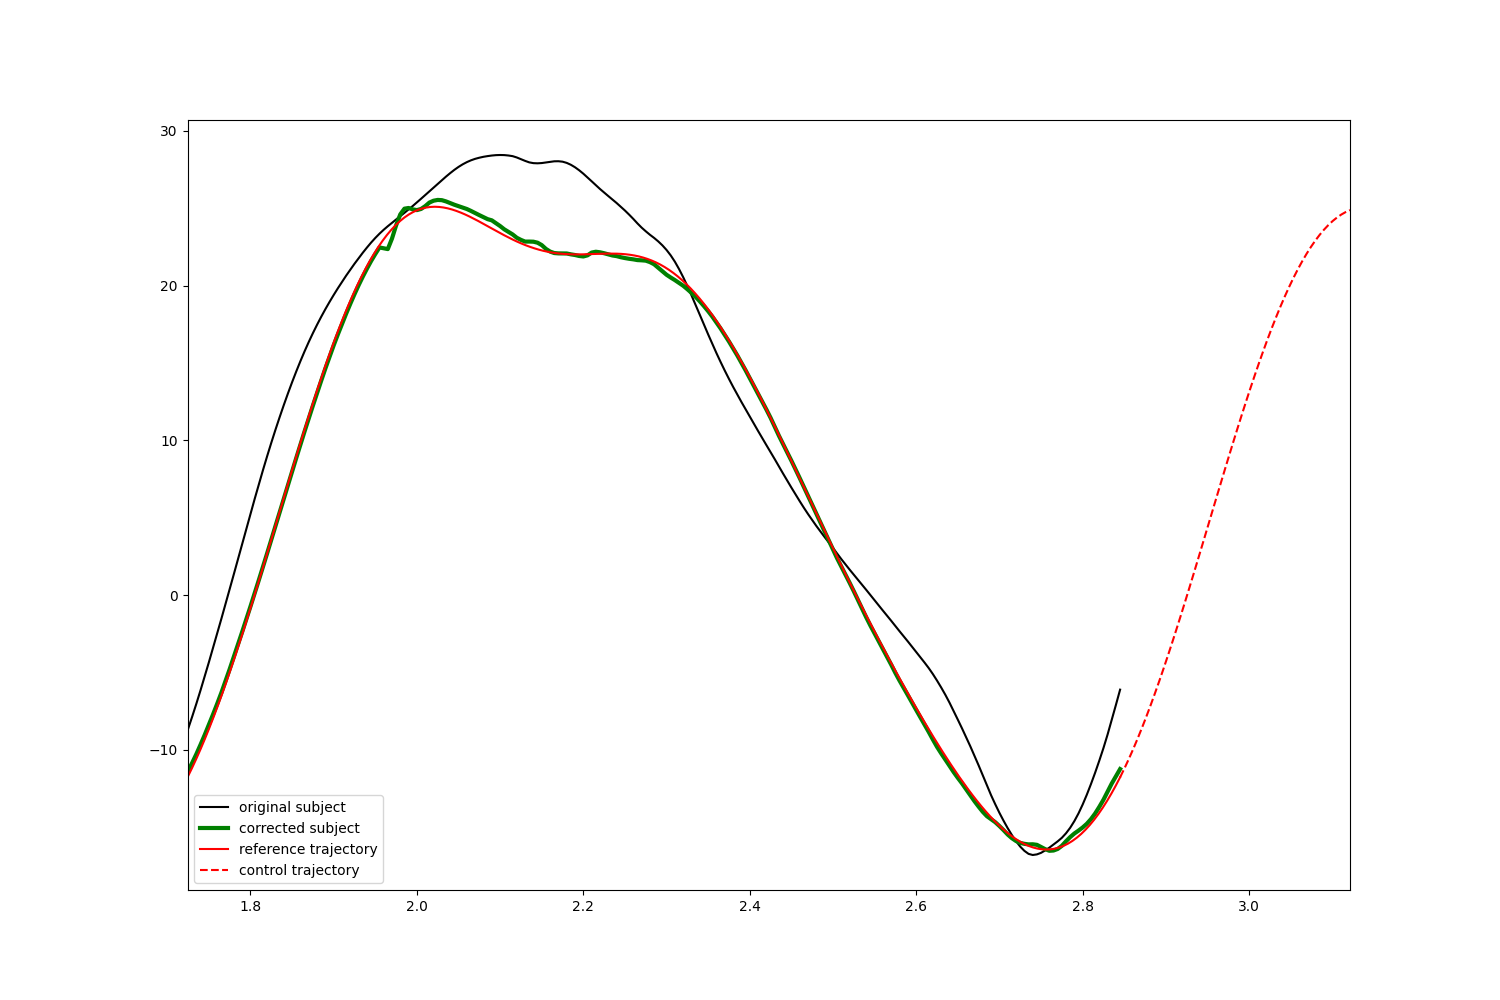 30
20
10
0
−10
1.8 2.0 2.2 2.4 2.6 2.8 3.0
original subject
corrected subject
reference trajectory
control trajectory